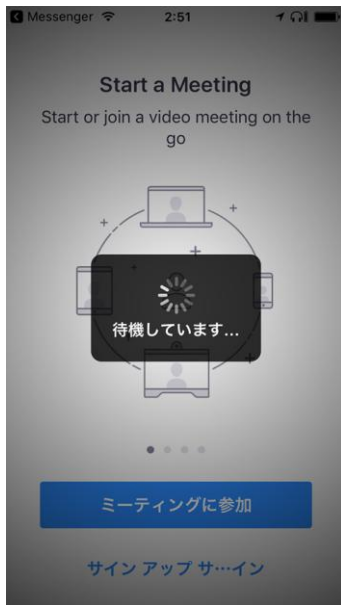 Messenger 2:51
Start a Meeting
Start or join a video meeting on the
go
待機しています...
ミーティングに参加
サイン アップ サ…イン